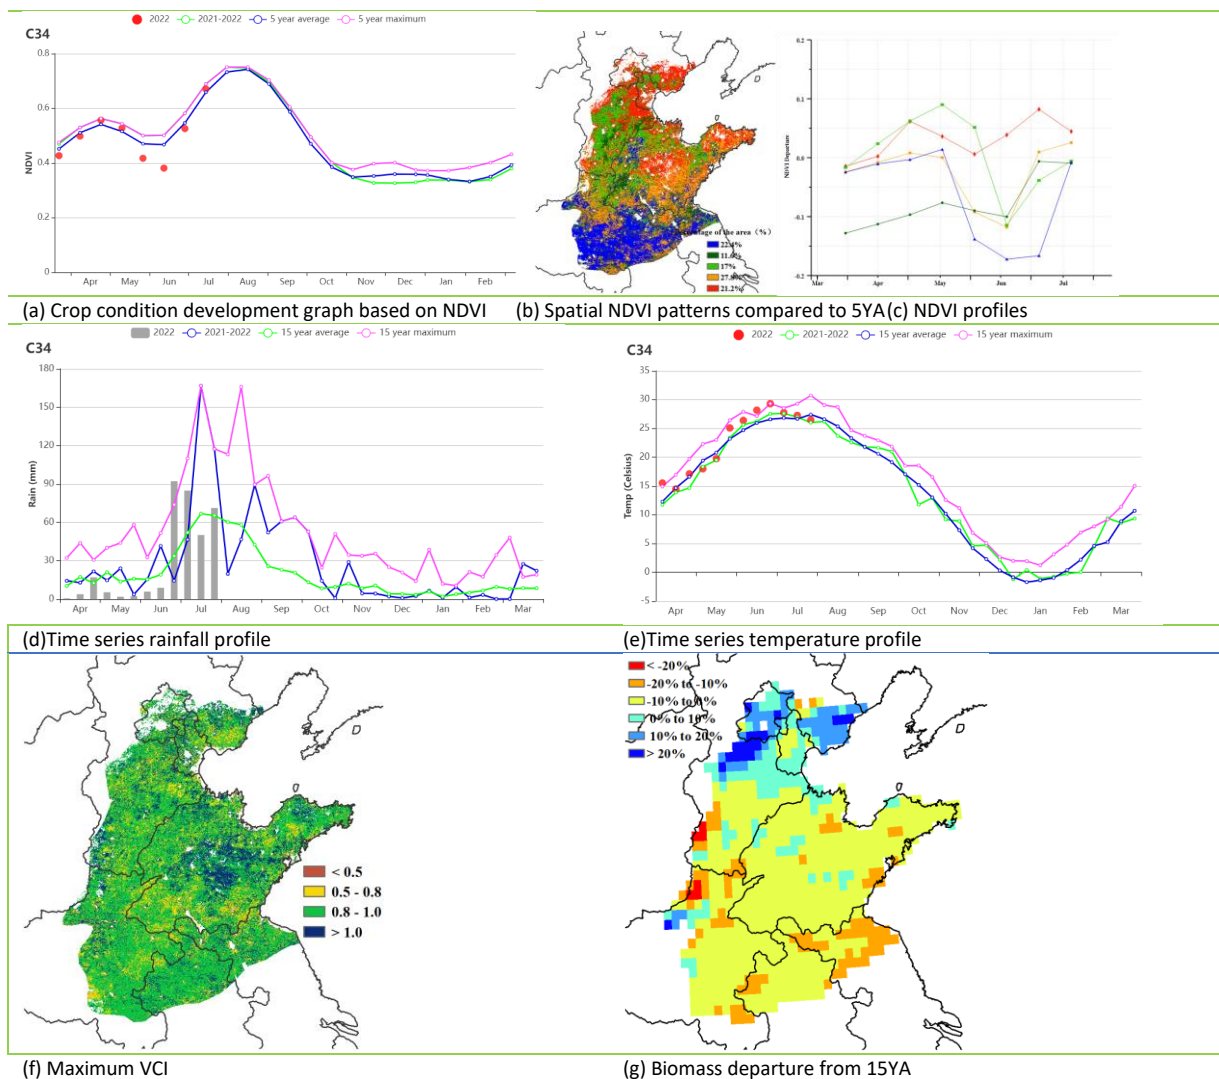 2022 2021-2022 5 year average 5 year maximum
C34
NDVI
0.8
0.6
0.4
0.2
0
Apr May Jun Jul Aug Sep Oct Nov Dec Jan Feb
Percentage of the area (%)
22.4%
11.6%
17%
27.8%
21.2%
NDVI Departure
0.2
0.1
0.0
-0.1
-0.2
Mar Apr May Jun Jul
(a) Crop condition development graph based on NDVI
(b) Spatial NDVI patterns compared to 5YA
(c) NDVI profiles
2022 2021-2022 15 year average 15 year maximum
C34
Rain (mm)
180
150
120
90
60
30
0
Apr May Jun Jul Aug Sep Oct Nov Dec Jan Feb Mar
2022 2021-2022 15 year average 15 year maximum
C34
Temp (Celsius)
35
30
25
20
15
10
5
0
-5
Apr May Jun Jul Aug Sep Oct Nov Dec Jan Feb Mar
(d)Time series rainfall profile
(e)Time series temperature profile
< 0.5
0.5 - 0.8
0.8 - 1.0
> 1.0
< -20%
-20% to -10%
-10% to 0%
0% to 10%
10% to 20%
> 20%
(f) Maximum VCI
(g) Biomass departure from 15YA